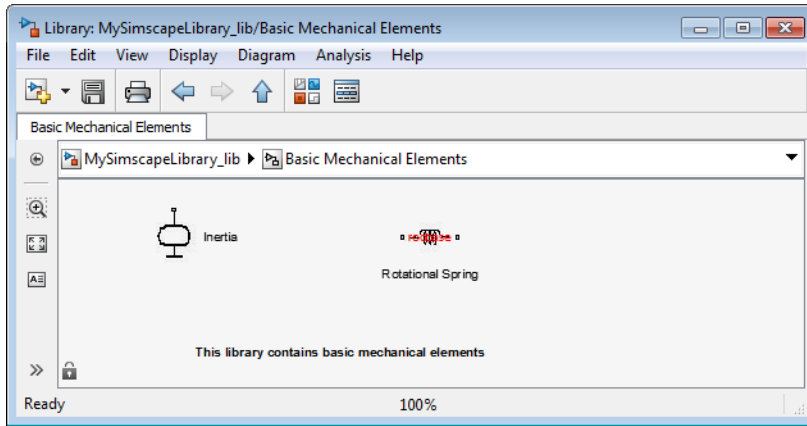 Library: MySimscapeLibrary_lib/Basic Mechanical Elements
File Edit View Display Diagram Analysis Help
Basic Mechanical Elements
MySimscapeLibrary_lib ▶ Basic Mechanical Elements
Inertia
Rotational Spring
This library contains basic mechanical elements
Ready 100%